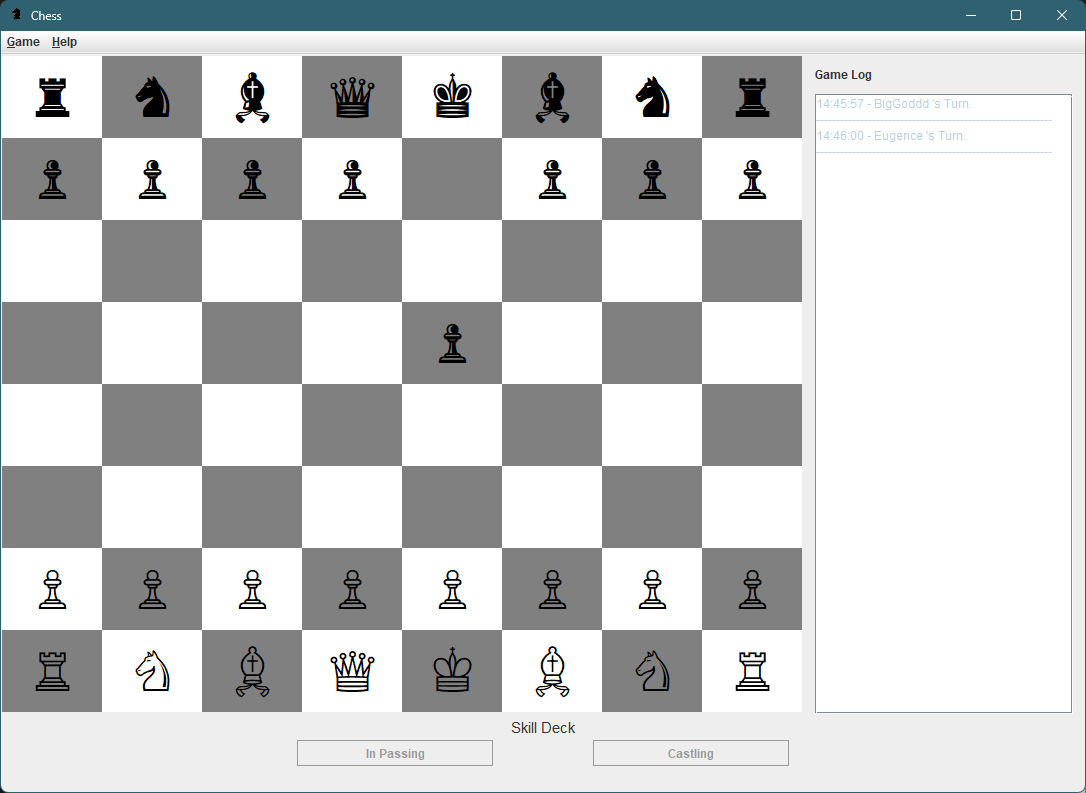 Chess
Game Help
Game Log
14:45:57 - BigGoddd 's Turn.
14:46:00 - Eugence 's Turn.
Skill Deck
In Passing Castling